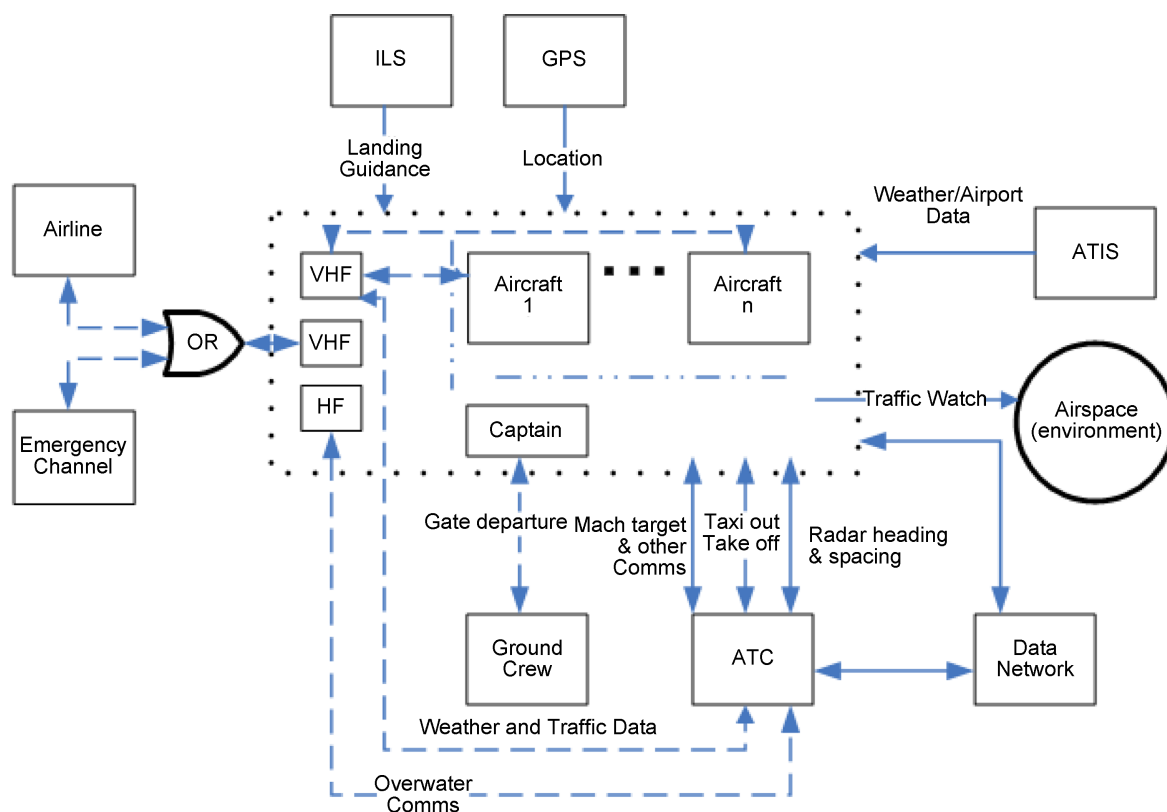 ILS
GPS
Landing
Guidance
Location
Airline
Weather/Airport
Data
ATIS
VHF
Aircraft
1
Aircraft
n
OR
VHF
HF
Traffic Watch
Airspace
(environment)
Emergency
Channel
Captain
Gate departure
Mach target
& other
Comms
Taxi out
Take off
Radar heading
& spacing
Ground
Crew
ATC
Data
Network
Weather and Traffic Data
Overwater
Comms